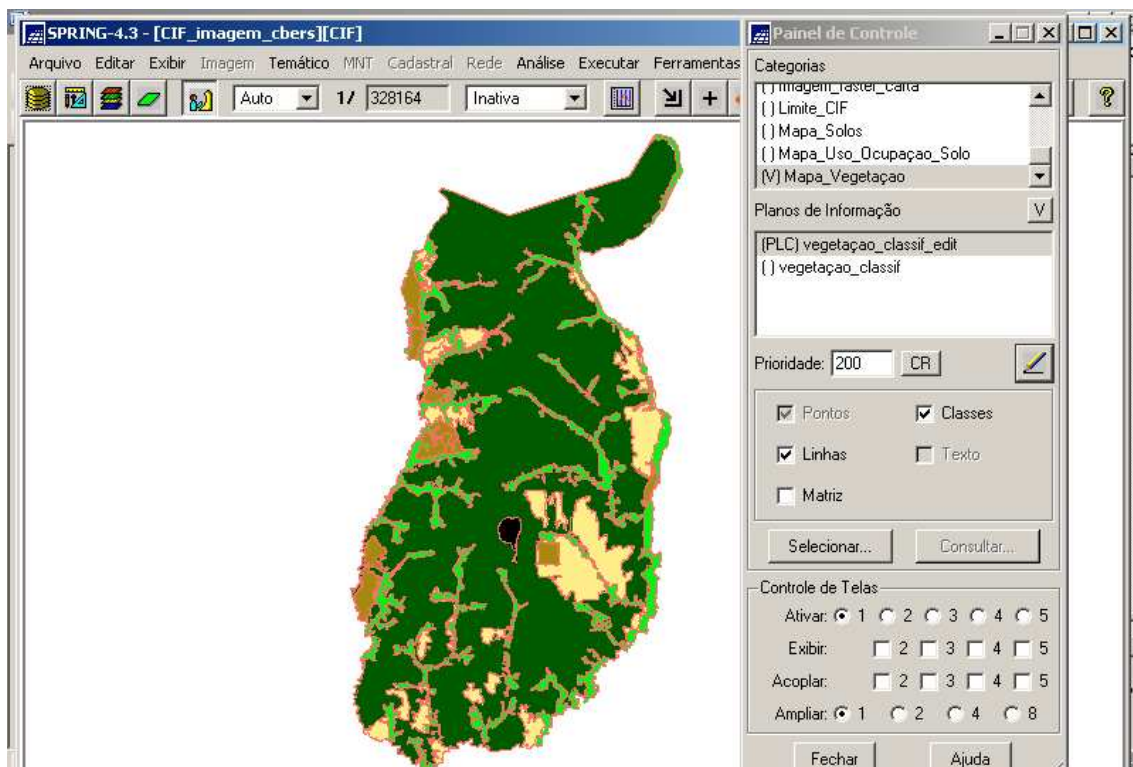 SPRING-4.3 - [CIF_imagem_cbers][CIF]
Arquivo Editar Exibir Imagem Temático MNT Cadastral Rede Análise Executar Ferramentas
Auto 1/ 328164 Inativa
Painel de Controle
Categorias
( ) Imagem_raster_carta
( ) Limite_CIF
( ) Mapa_Solos
( ) Mapa_Uso_Ocupaçao_Solo
(V) Mapa_Vegetaçao
Planos de Informação V
(PLC) vegetaçao_classif_edit
( ) vegetaçao_classif
Prioridade: 200 CR
Pontos Classes
Linhas Texto
Matriz
Selecionar... Consultar...
Controle de Telas
Ativar: 1 2 3 4 5
Exibir: 2 3 4 5
Acoplar: 2 3 4 5
Ampliar: 1 2 4 8
Fechar Ajuda